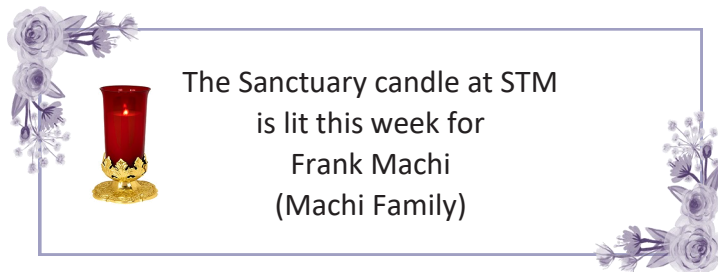 The Sanctuary candle at STM
is lit this week for
Frank Machi
(Machi Family)